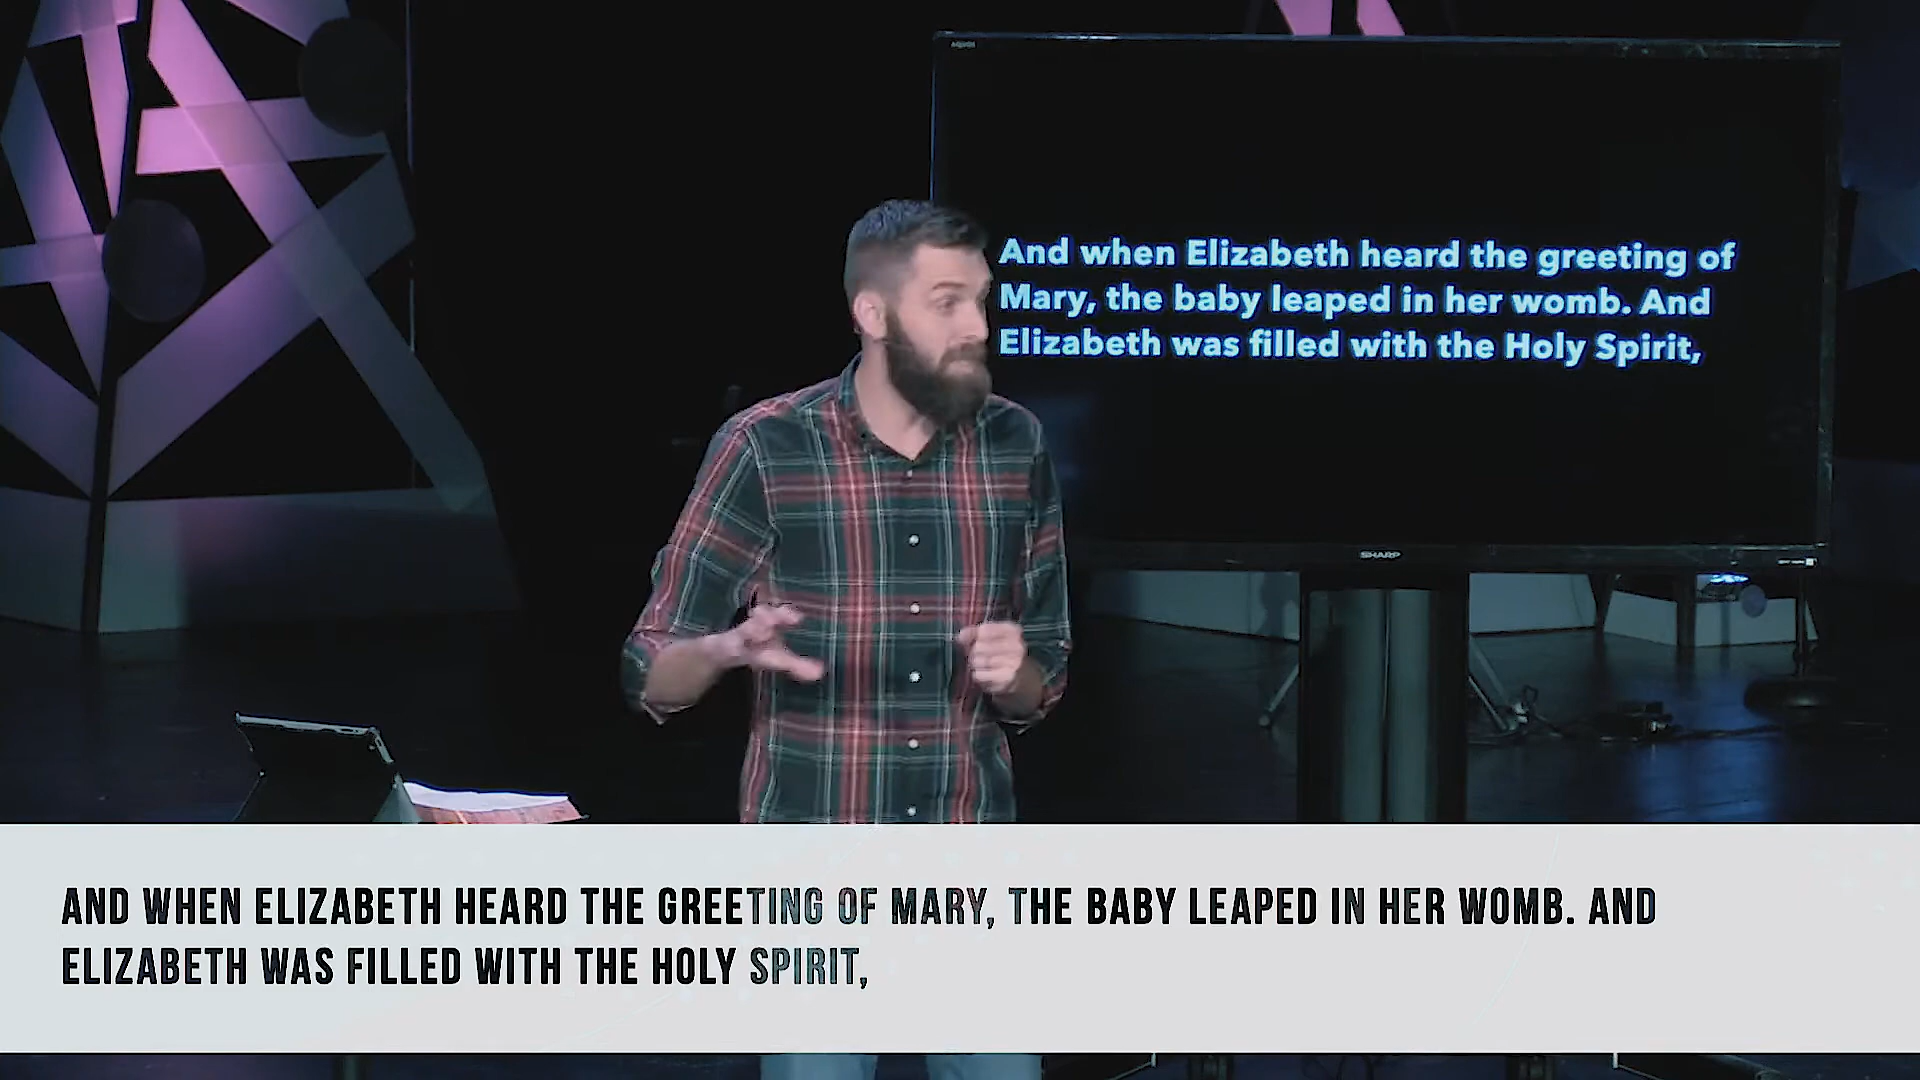 And when Elizabeth heard the greeting of
Mary, the baby leaped in her womb. And
Elizabeth was filled with the Holy Spirit,
SHARP
AND WHEN ELIZABETH HEARD THE GREETING OF MARY, THE BABY LEAPED IN HER WOMB. AND
ELIZABETH WAS FILLED WITH THE HOLY SPIRIT,